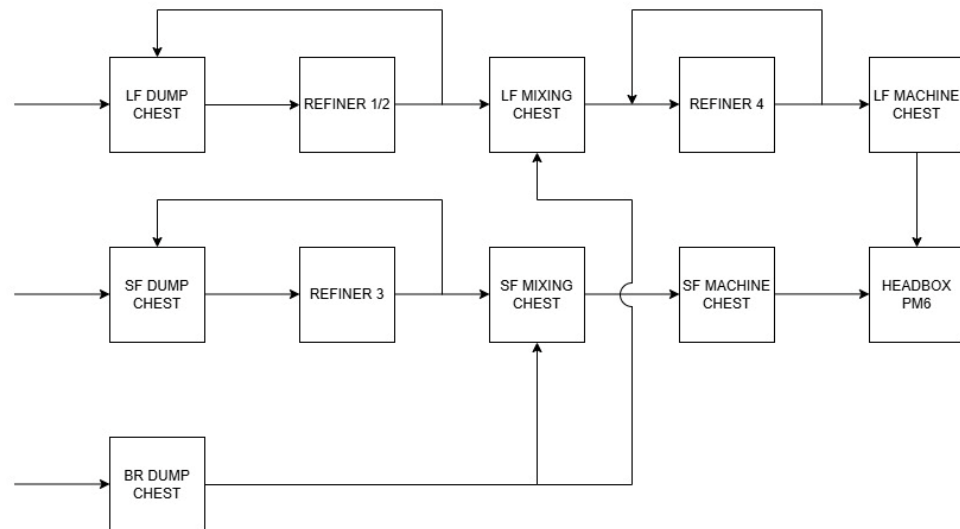 LF DUMP
CHEST
REFINER 1/2
LF MIXING
CHEST
REFINER 4
LF MACHINE
CHEST
SF DUMP
CHEST
REFINER 3
SF MIXING
CHEST
SF MACHINE
CHEST
HEADBOX
PM6
BR DUMP
CHEST